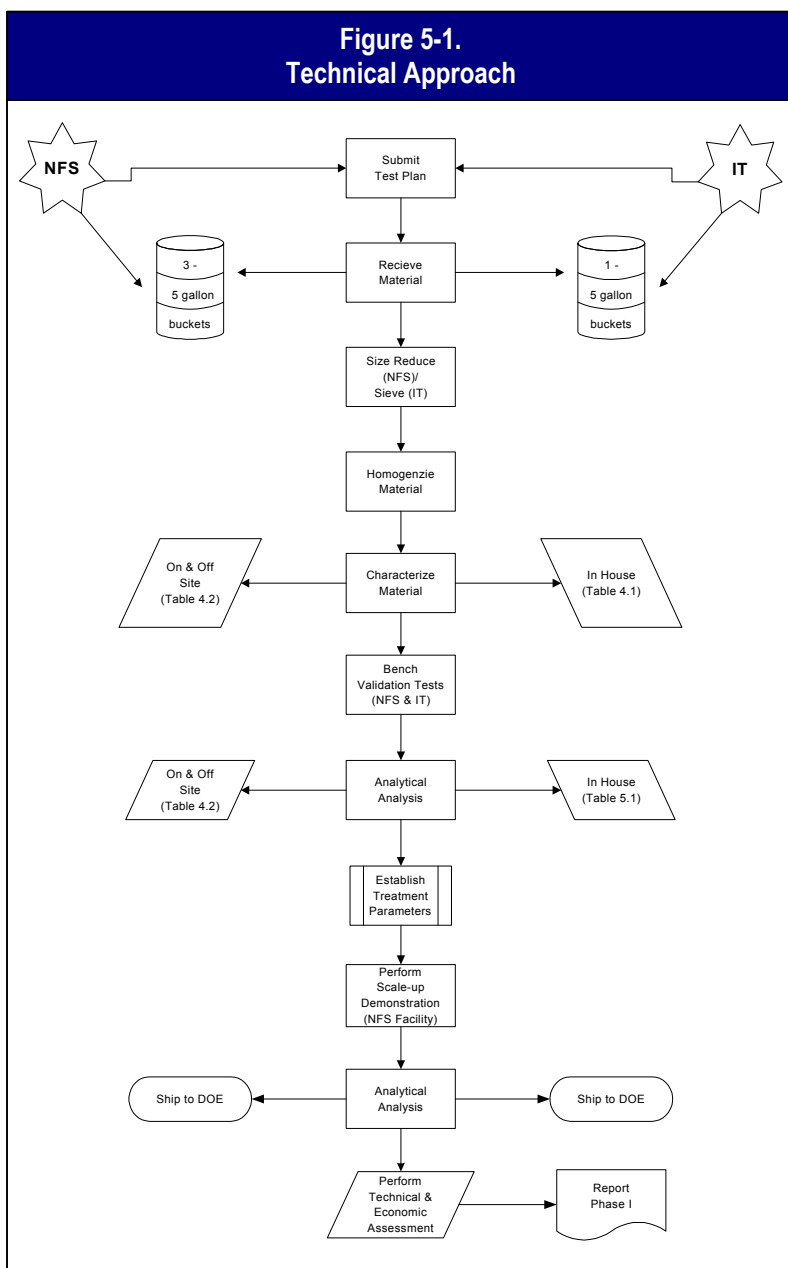 Figure 5-1.
Technical Approach
NFS
Submit
Test Plan
IT
3 -
5 gallon
buckets
Recieve
Material
1 -
5 gallon
buckets
Size Reduce
(NFS)/
Sieve (IT)
Homogenzie
Material
On & Off
Site
(Table 4.2)
Characterize
Material
In House
(Table 4.1)
Bench
Validation Tests
(NFS & IT)
On & Off
Site
(Table 4.2)
Analytical
Analysis
In House
(Table 5.1)
Establish
Treatment
Parameters
Perform
Scale-up
Demonstration
(NFS Facility)
Ship to DOE
Analytical
Analysis
Ship to DOE
Perform
Technical &
Economic
Assessment
Report
Phase I